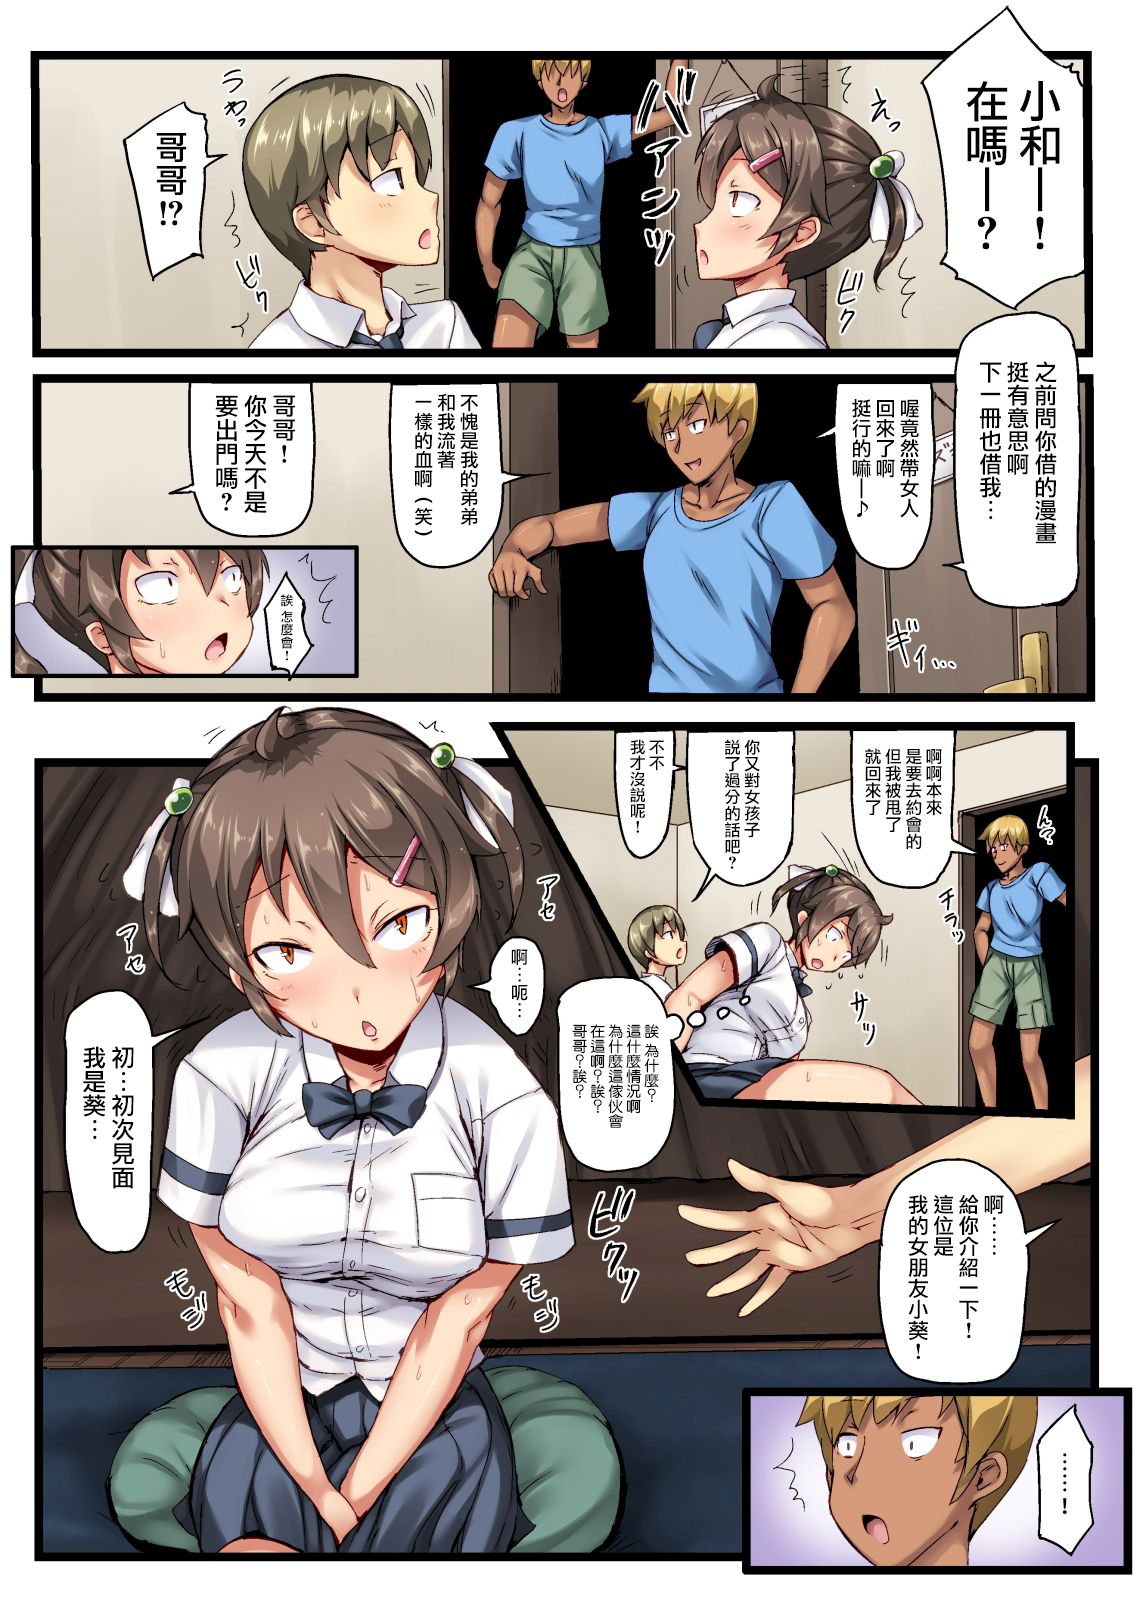 小和—！
在嗎—？
えっ
バァンッ
うわっ
哥哥!?
ビク
ビク
之前問你借的漫畫
挺有意思啊
下一冊也借我…
喔竟然帶女人
回來了啊
挺行的嘛—♪
ギィ…
不愧是我的弟弟
和我流著
一樣的血啊（笑）
哥哥！
你今天不是
要出門嗎？
誒 怎麼會！
ん？
啊啊本來
是要去約會的
但我被甩了
就回來了
チラッ
你又對女孩子
說了過分的話吧？
不不
我才沒說呢！
サッ
誒 為什麼？
這什麼情況啊
為什麼這傢伙會
在這啊？誒？
哥哥？誒？
啊……
給你介紹一下！
這位是
我的女朋友小葵！
啊…呃…
アセ
アセ
初…初次見面
我是葵…
ビクッ
モジ
モジ
……！